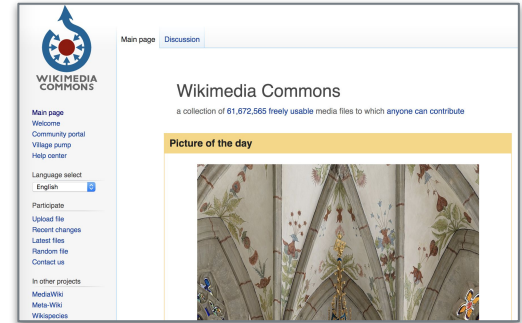 WIKIMEDIA
COMMONS
Main page
Welcome
Community portal
Village pump
Help center
Language select
English
Participate
Upload file
Recent changes
Latest files
Random file
Contact us
In other projects
MediaWiki
Meta-Wiki
Wikispecies
Main page Discussion
Wikimedia Commons
a collection of 61,672,565 freely usable media files to which anyone can contribute
Picture of the day